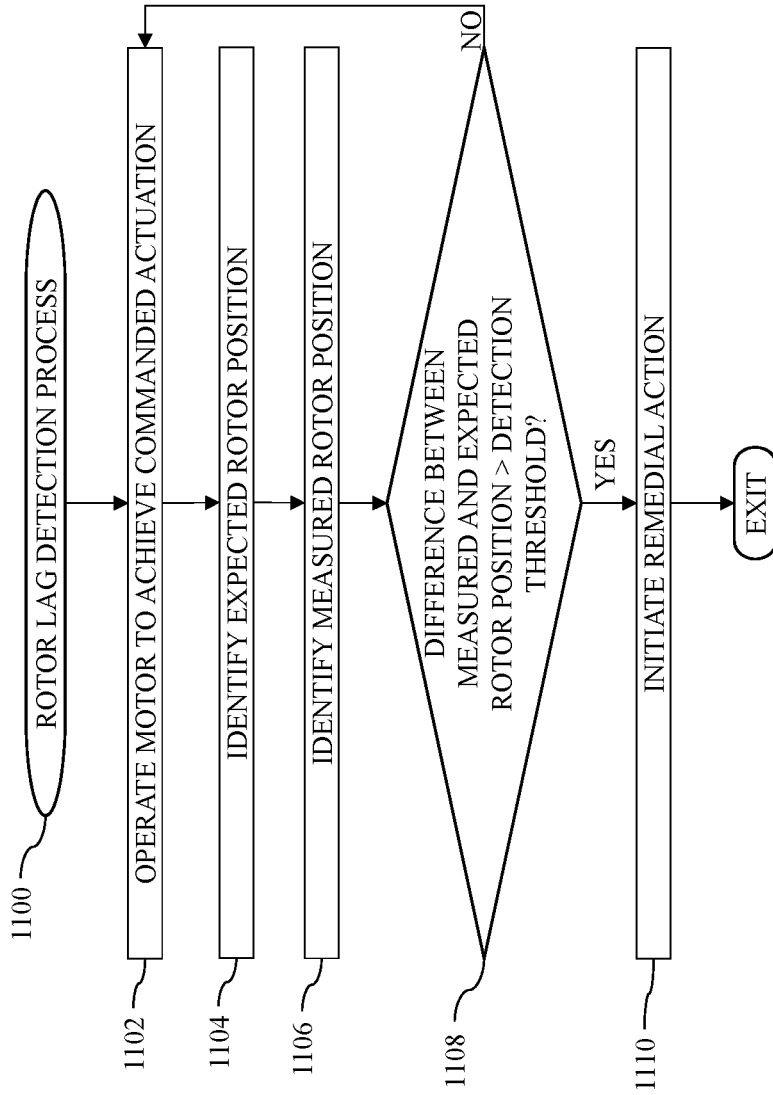 1100
ROTOR LAG DETECTION PROCESS
1102
OPERATE MOTOR TO ACHIEVE COMMANDED ACTUATION
1104
IDENTIFY EXPECTED ROTOR POSITION
1106
IDENTIFY MEASURED ROTOR POSITION
1108
DIFFERENCE BETWEEN
MEASURED AND EXPECTED
ROTOR POSITION > DETECTION
THRESHOLD?
NO
YES
1110
INITIATE REMEDIAL ACTION
EXIT